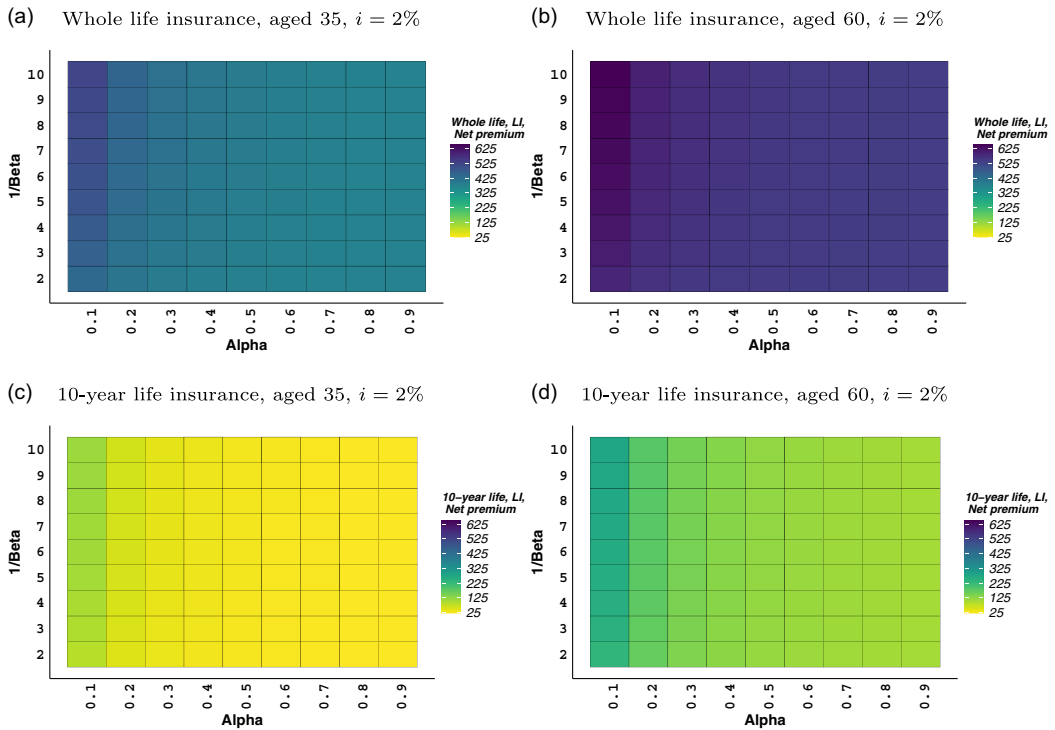 (a) Whole life insurance, aged 35, i = 2%
10
9
8
7
6
5
4
3
2
1/Beta
0.1 0.2 0.3 0.4 0.5 0.6 0.7 0.8 0.9
Alpha
Whole life, LI,
Net premium
625
525
425
325
225
125
25
(b) Whole life insurance, aged 60, i = 2%
10
9
8
7
6
5
4
3
2
1/Beta
0.1 0.2 0.3 0.4 0.5 0.6 0.7 0.8 0.9
Alpha
Whole life, LI,
Net premium
625
525
425
325
225
125
25
(c) 10-year life insurance, aged 35, i = 2%
10
9
8
7
6
5
4
3
2
1/Beta
0.1 0.2 0.3 0.4 0.5 0.6 0.7 0.8 0.9
Alpha
10−year life, LI,
Net premium
625
525
425
325
225
125
25
(d) 10-year life insurance, aged 60, i = 2%
10
9
8
7
6
5
4
3
2
1/Beta
0.1 0.2 0.3 0.4 0.5 0.6 0.7 0.8 0.9
Alpha
10−year life, LI,
Net premium
625
525
425
325
225
125
25